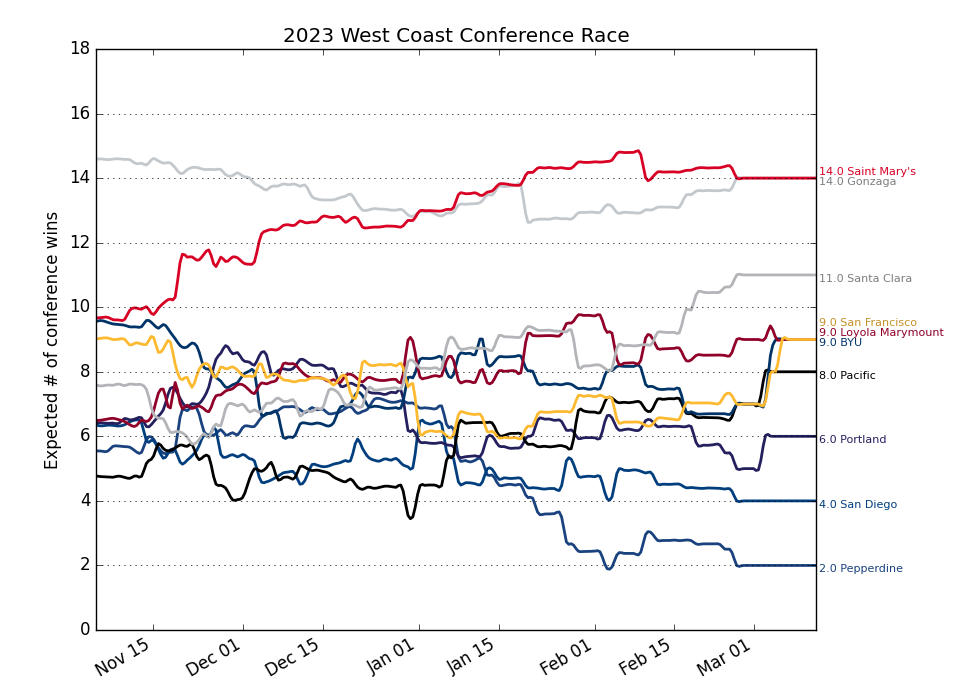 2023 West Coast Conference Race
Expected # of conference wins
18
16
14
12
10
8
6
4
2
0
Nov 15
Dec 01
Dec 15
Jan 01
Jan 15
Feb 01
Feb 15
Mar 01
14.0 Saint Mary's
14.0 Gonzaga
11.0 Santa Clara
9.0 San Francisco
9.0 Loyola Marymount
9.0 BYU
8.0 Pacific
6.0 Portland
4.0 San Diego
2.0 Pepperdine